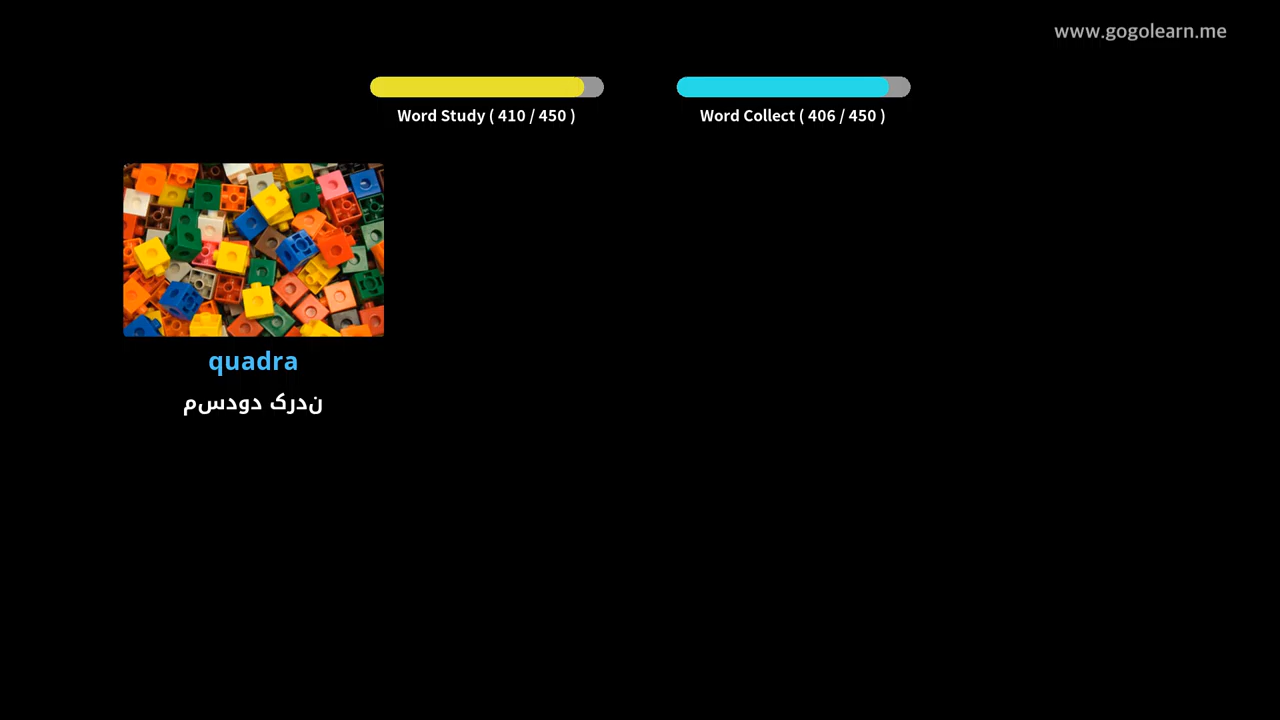 www.gogolearn.me
Word Study ( 410 / 450 )
Word Collect ( 406 / 450 )
quadra
مسدود کردن